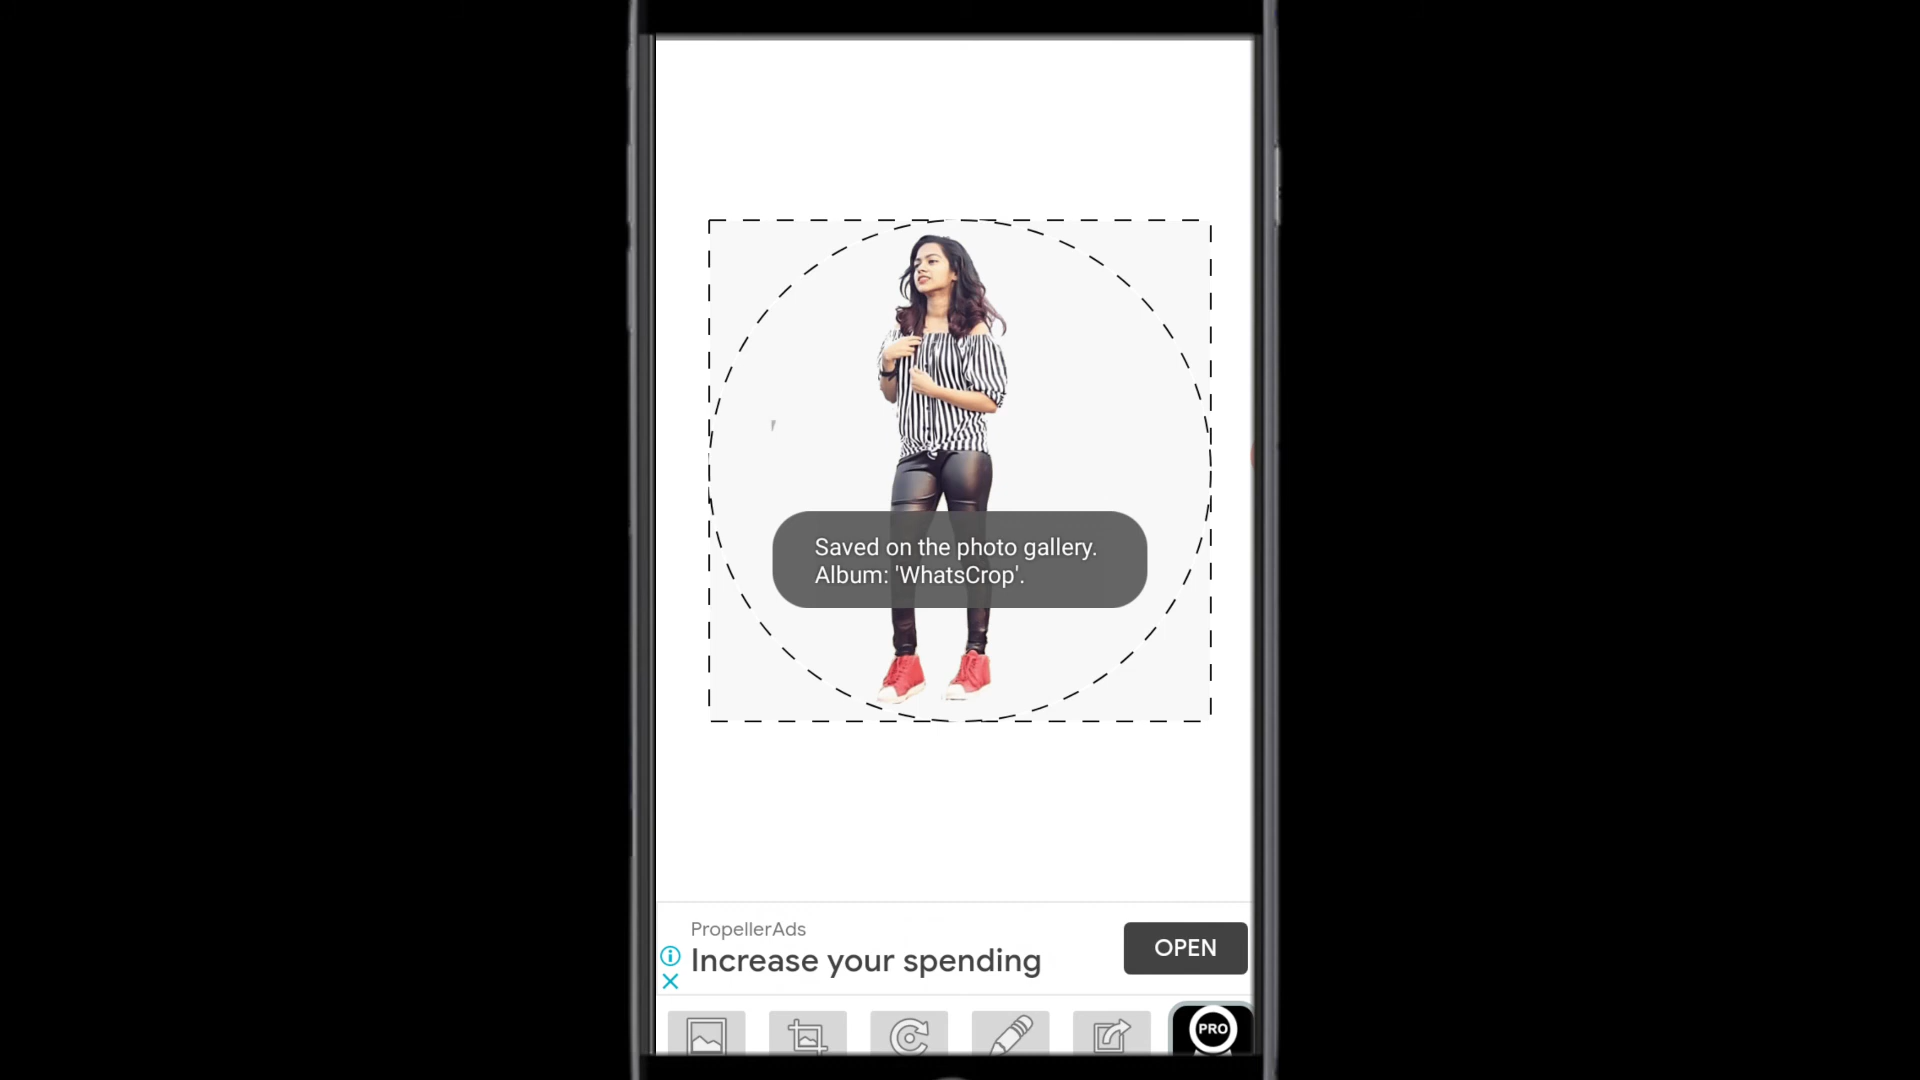 Saved on the photo gallery.
Album: 'WhatsCrop'.
PropellerAds
Increase your spending
OPEN
PRO